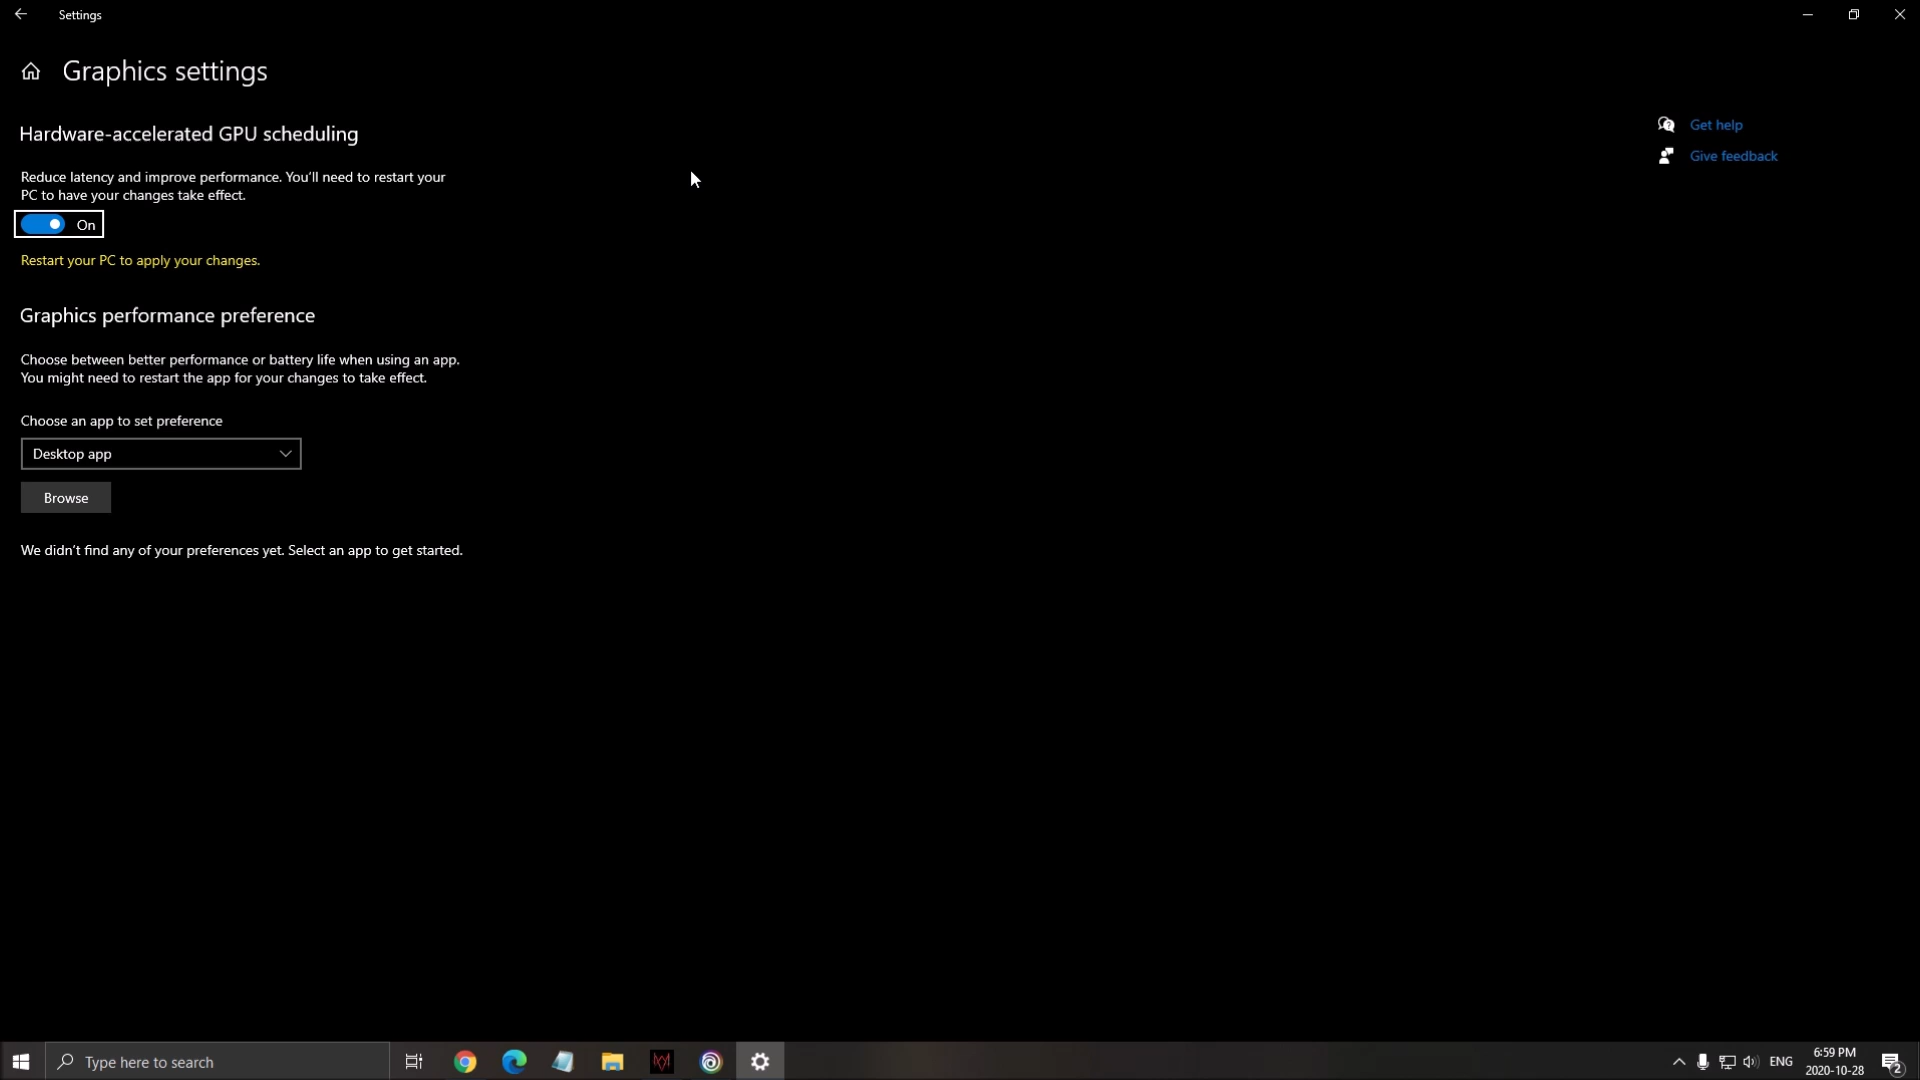 Settings
Graphics settings
Hardware-accelerated GPU scheduling
Get help
Give feedback
Reduce latency and improve performance. You'll need to restart your
PC to have your changes take effect.
On
Restart your PC to apply your changes.
Graphics performance preference
Choose between better performance or battery life when using an app.
You might need to restart the app for your changes to take effect.
Choose an app to set preference
Desktop app
Browse
We didn't find any of your preferences yet. Select an app to get started.
Type here to search
ENG
6:59 PM
2020-10-28
2